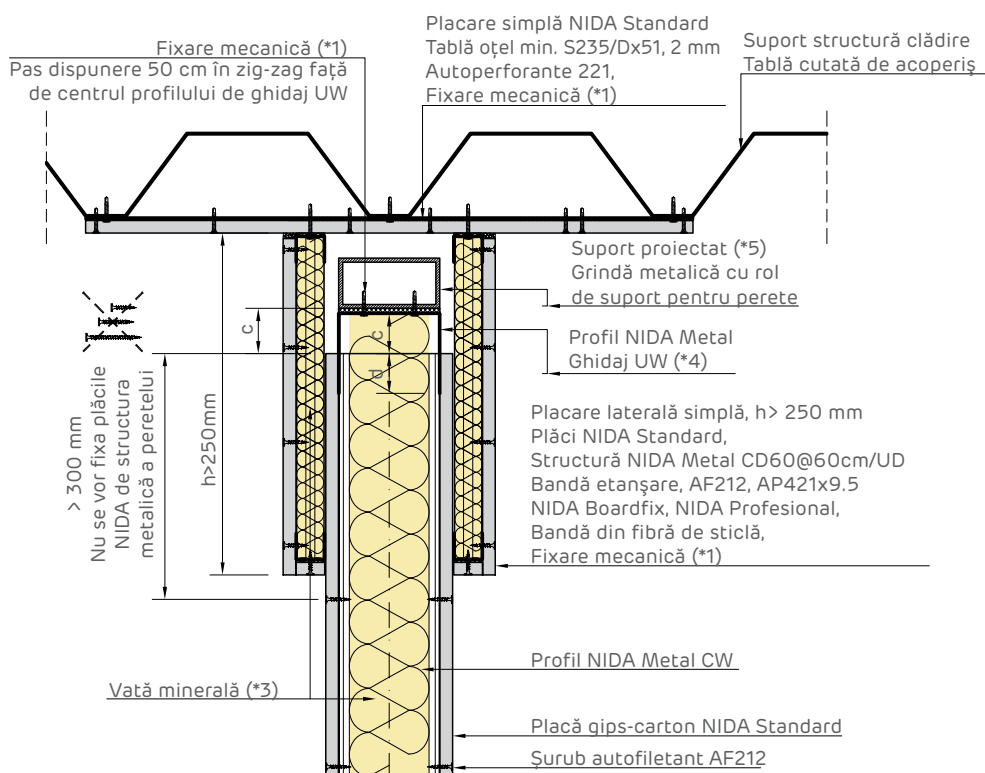 Fixare mecanică (*1)
Pas dispunere 50 cm în zig-zag față
de centrul profilului de ghidaj UW
Placare simplă NIDA Standard
Tablă oțel min. S235/Dx51, 2 mm
Autoperforante 221,
Fixare mecanică (*1)
Suport structură clădire
Tablă cutată de acoperiş
Suport proiectat (*5)
Grindă metalică cu rol
de suport pentru perete
Profil NIDA Metal
Ghidaj UW (*4)
c
c
d
h>250mm
> 300 mm
Nu se vor fixa plăcile
NIDA de structura
metalică a peretelui
Placare laterală simplă, h> 250 mm
Plăci NIDA Standard,
Structură NIDA Metal CD60@60cm/UD
Bandă etanşare, AF212, AP421x9.5
NIDA Boardfix, NIDA Profesional,
Bandă din fibră de sticlă,
Fixare mecanică (*1)
Profil NIDA Metal CW
Vată minerală (*3)
Placă gips-carton NIDA Standard
Şurub autofiletant AF212